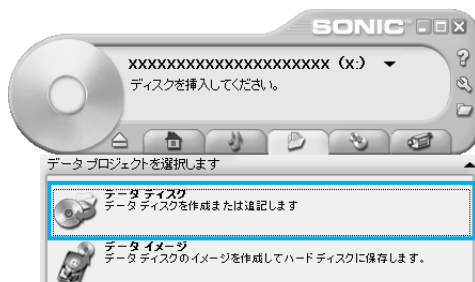 SONIC
XXXXXXXXXXXXXXXXXXXXX (X:)
ディスクを挿入してください。
データ プロジェクトを選択します
データ ディスク
データ ディスクを作成または追記します
データ イメージ
データ ディスクのイメージを作成してハード ディスクに保存します。